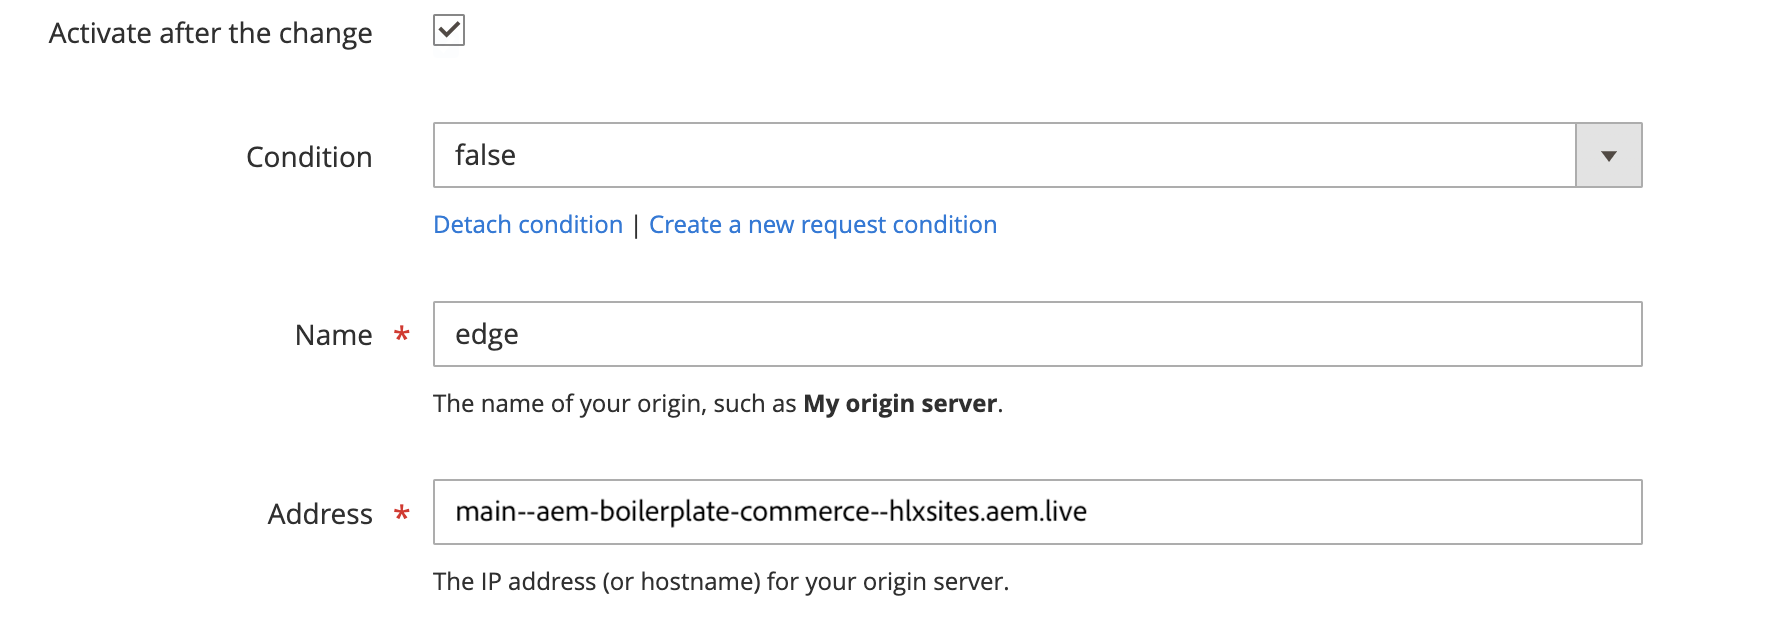 Activate after the change
Condition false
Detach condition | Create a new request condition
Name * edge
The name of your origin, such as My origin server.
Address * main--aem-boilerplate-commerce--hlxsites.aem.live
The IP address (or hostname) for your origin server.